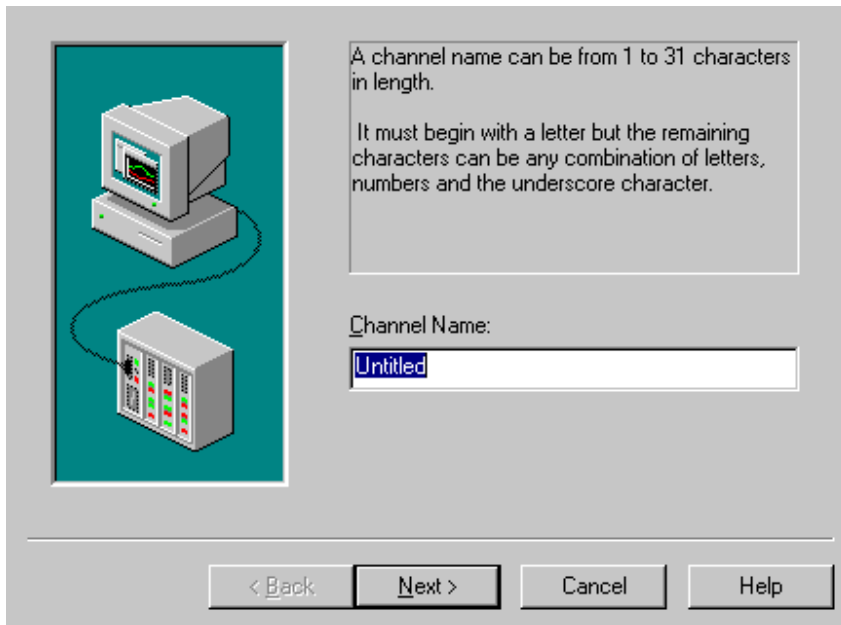 A channel name can be from 1 to 31 characters
in length.
It must begin with a letter but the remaining
characters can be any combination of letters,
numbers and the underscore character.
Channel Name:
Untitled
< Back
Next >
Cancel
Help